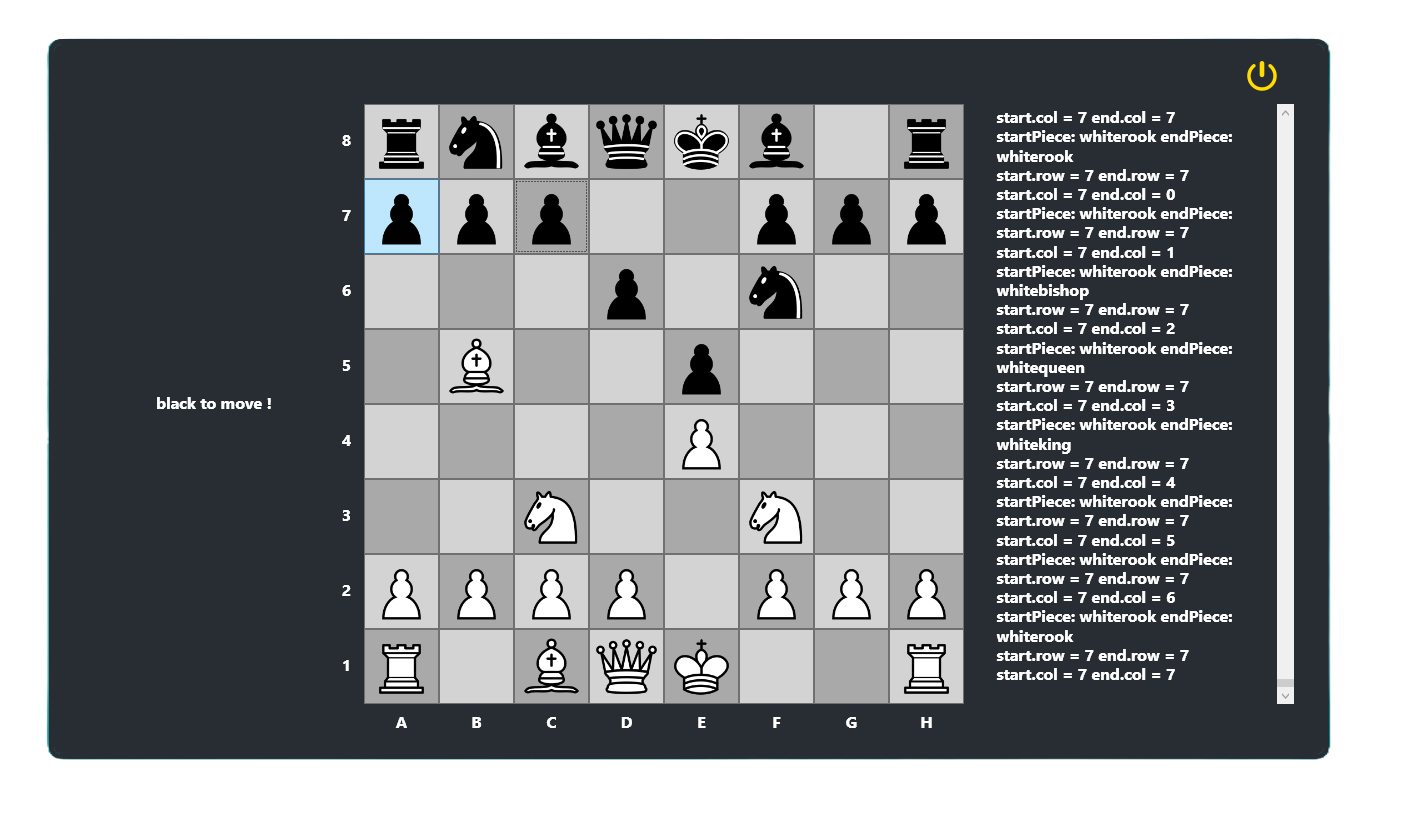 8
7
6
5
4
3
2
1
A B C D E F G H
black to move !
start.col = 7 end.col = 7
startPiece: whiterook endPiece:
whiterook
start.row = 7 end.row = 7
start.col = 7 end.col = 0
startPiece: whiterook endPiece:
start.row = 7 end.row = 7
start.col = 7 end.col = 1
startPiece: whiterook endPiece:
whitebishop
start.row = 7 end.row = 7
start.col = 7 end.col = 2
startPiece: whiterook endPiece:
whitequeen
start.row = 7 end.row = 7
start.col = 7 end.col = 3
startPiece: whiterook endPiece:
whiteking
start.row = 7 end.row = 7
start.col = 7 end.col = 4
startPiece: whiterook endPiece:
start.row = 7 end.row = 7
start.col = 7 end.col = 5
startPiece: whiterook endPiece:
start.row = 7 end.row = 7
start.col = 7 end.col = 6
startPiece: whiterook endPiece:
whiterook
start.row = 7 end.row = 7
start.col = 7 end.col = 7